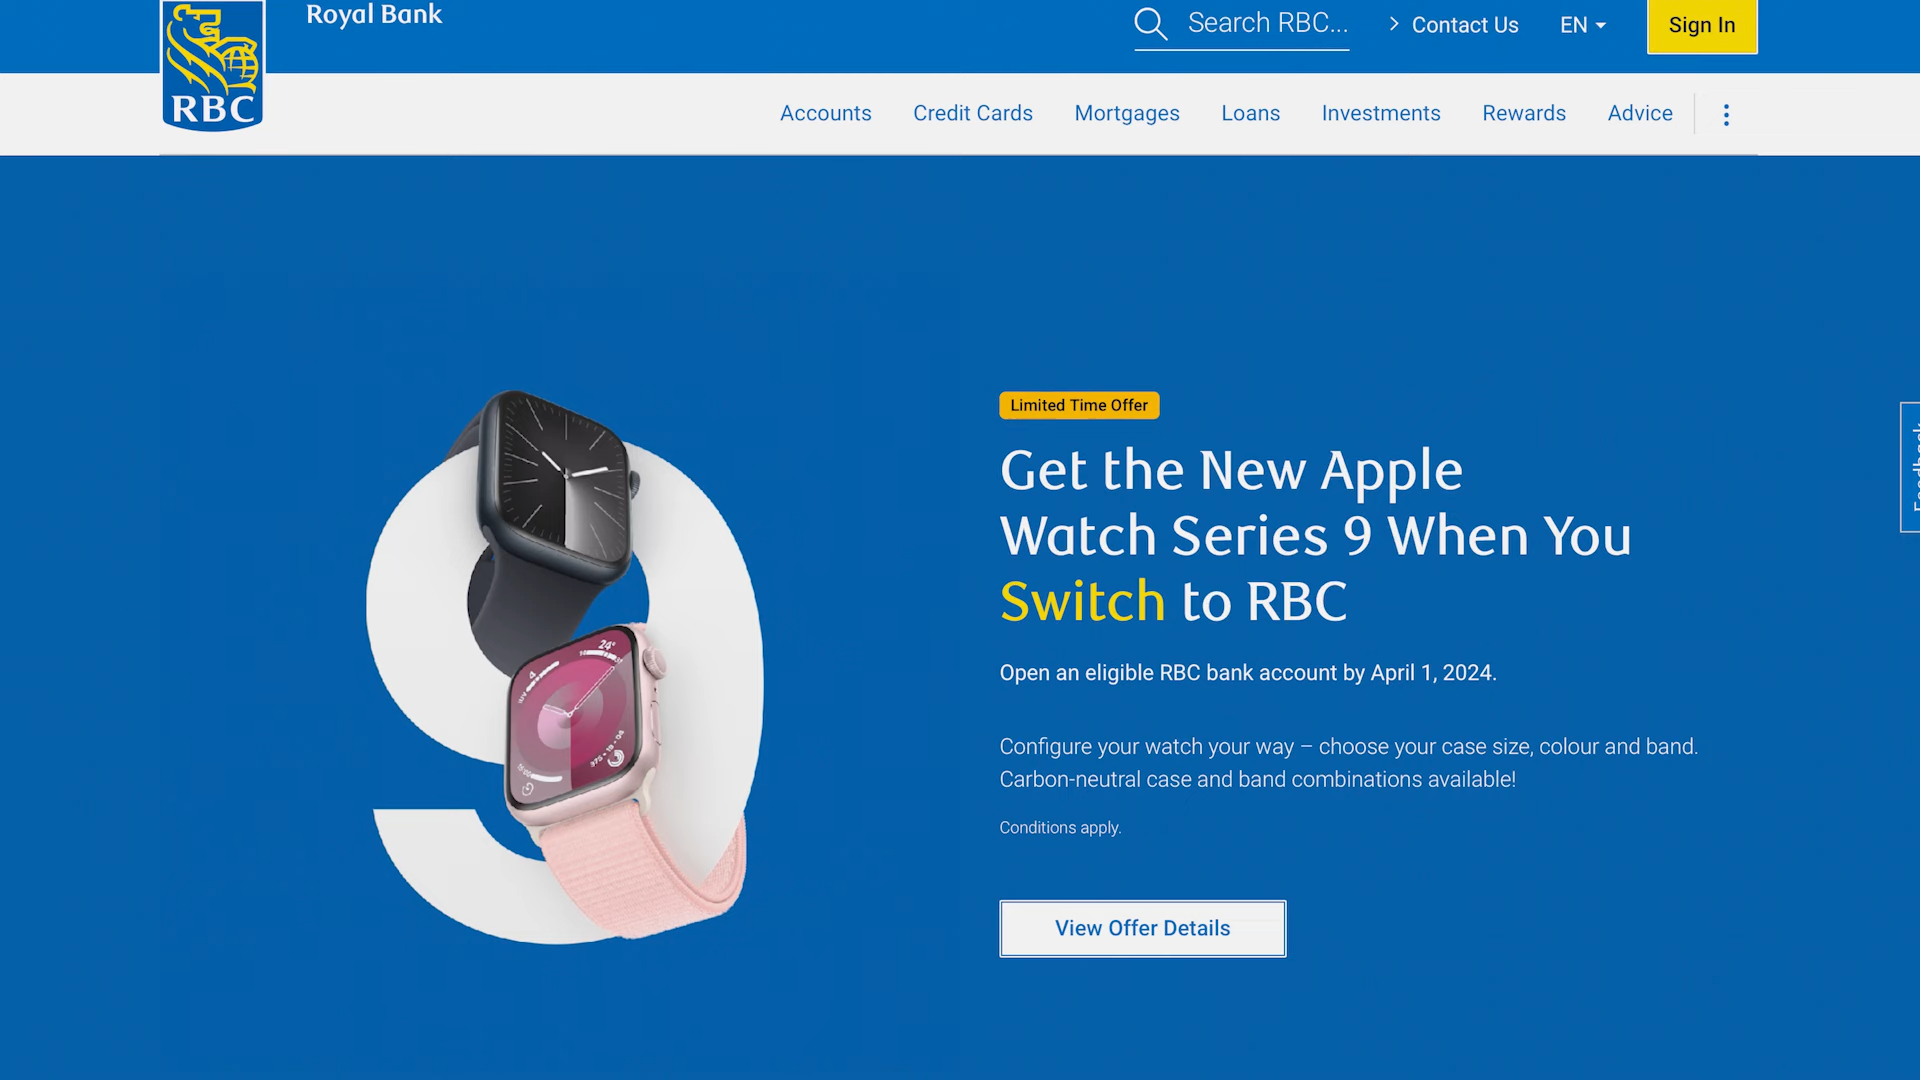 Royal Bank
Search RBC...
Contact Us
EN
Sign In
RBC
Accounts
Credit Cards
Mortgages
Loans
Investments
Rewards
Advice
Limited Time Offer
Get the New Apple
Watch Series 9 When You
Switch to RBC
Open an eligible RBC bank account by April 1, 2024.
Configure your watch your way – choose your case size, colour and band.
Carbon-neutral case and band combinations available!
Conditions apply.
View Offer Details
9
24°